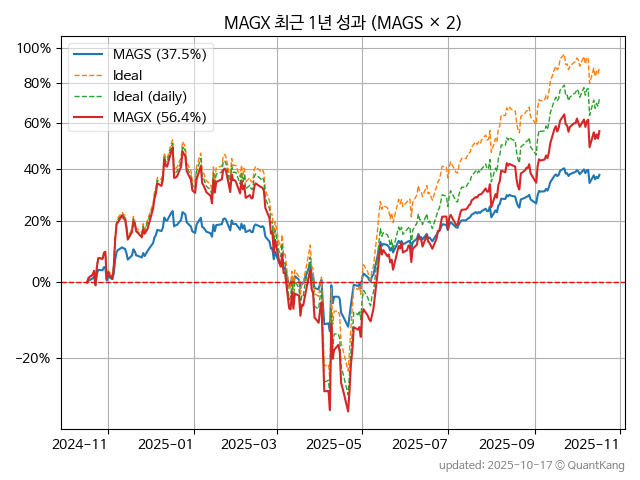 MAGX 최근 1년 성과 (MAGS × 2)
MAGS (37.5%)
Ideal
Ideal (daily)
MAGX (56.4%)
100%
80%
60%
40%
20%
0%
−20%
2024-11
2025-01
2025-03
2025-05
2025-07
2025-09
2025-11
updated: 2025-10-17 © QuantKang